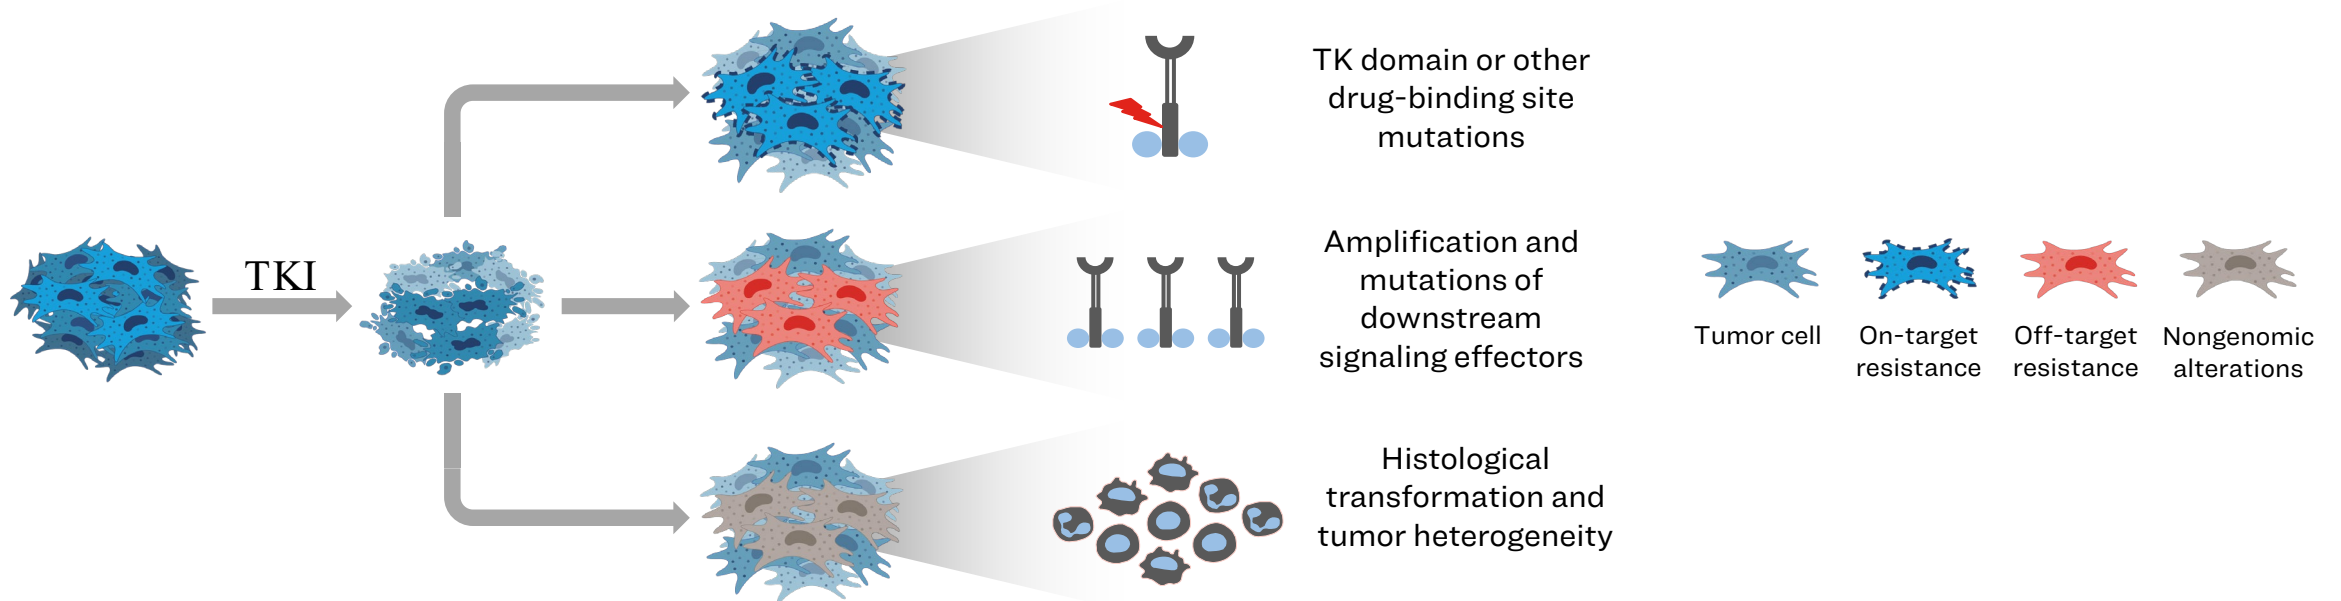 TKI
TK domain or other
drug-binding site
mutations
Amplification and
mutations of
downstream
signaling effectors
Histological
transformation and
tumor heterogeneity
Tumor cell
On-target
resistance
Off-target
resistance
Nongenomic
alterations